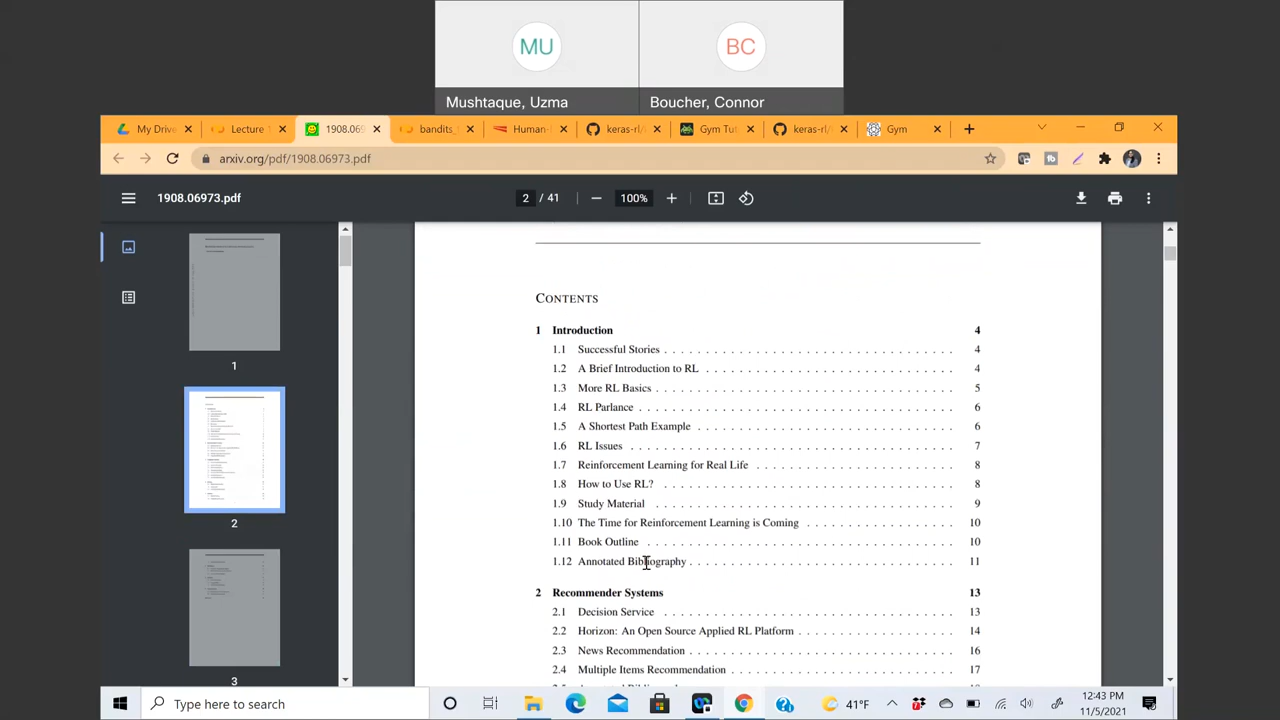 MU
BC
Mushtaque, Uzma
Boucher, Connor
My Drive
Lecture 1
1908.069
bandits_
Human-l
keras-rl/
Gym Tut
keras-rl/
Gym
arxiv.org/pdf/1908.06973.pdf
1908.06973.pdf
2 / 41
100%
1
2
3
CONTENTS
1 Introduction 4
1.1 Successful Stories . . . . . . . . . . . . . . . . . . . . . . . . . . . . . . 4
1.2 A Brief Introduction to RL . . . . . . . . . . . . . . . . . . . . . . . . . . 4
1.3 More RL Basics . . . . . . . . . . . . . . . . . . . . . . . . . . . . . . 5
1.4 RL Parlance . . . . . . . . . . . . . . . . . . . . . . . . . . . . . . 6
1.5 A Shortest Path Example . . . . . . . . . . . . . . . . . . . . . . . . . . 6
1.6 RL Issues . . . . . . . . . . . . . . . . . . . . . . . . . . . . . . 7
1.7 Reinforcement Learning for Real Life . . . . . . . . . . . . . . . . . . . . 8
1.8 How to Use RL? . . . . . . . . . . . . . . . . . . . . . . . . . . . . . . 8
1.9 Study Material . . . . . . . . . . . . . . . . . . . . . . . . . . . . . . 9
1.10 The Time for Reinforcement Learning is Coming . . . . . . . . . . . . . . . 10
1.11 Book Outline . . . . . . . . . . . . . . . . . . . . . . . . . . . . . . 10
1.12 Annotated Bibliography . . . . . . . . . . . . . . . . . . . . . . . . . . 11
2 Recommender Systems 13
2.1 Decision Service . . . . . . . . . . . . . . . . . . . . . . . . . . . . . . 13
2.2 Horizon: An Open Source Applied RL Platform . . . . . . . . . . . . . . . . 14
2.3 News Recommendation . . . . . . . . . . . . . . . . . . . . . . . . . . 16
2.4 Multiple Items Recommendation . . . . . . . . . . . . . . . . . . . . . . 17
Type here to search
41°F
12:43 PM
11/5/2021